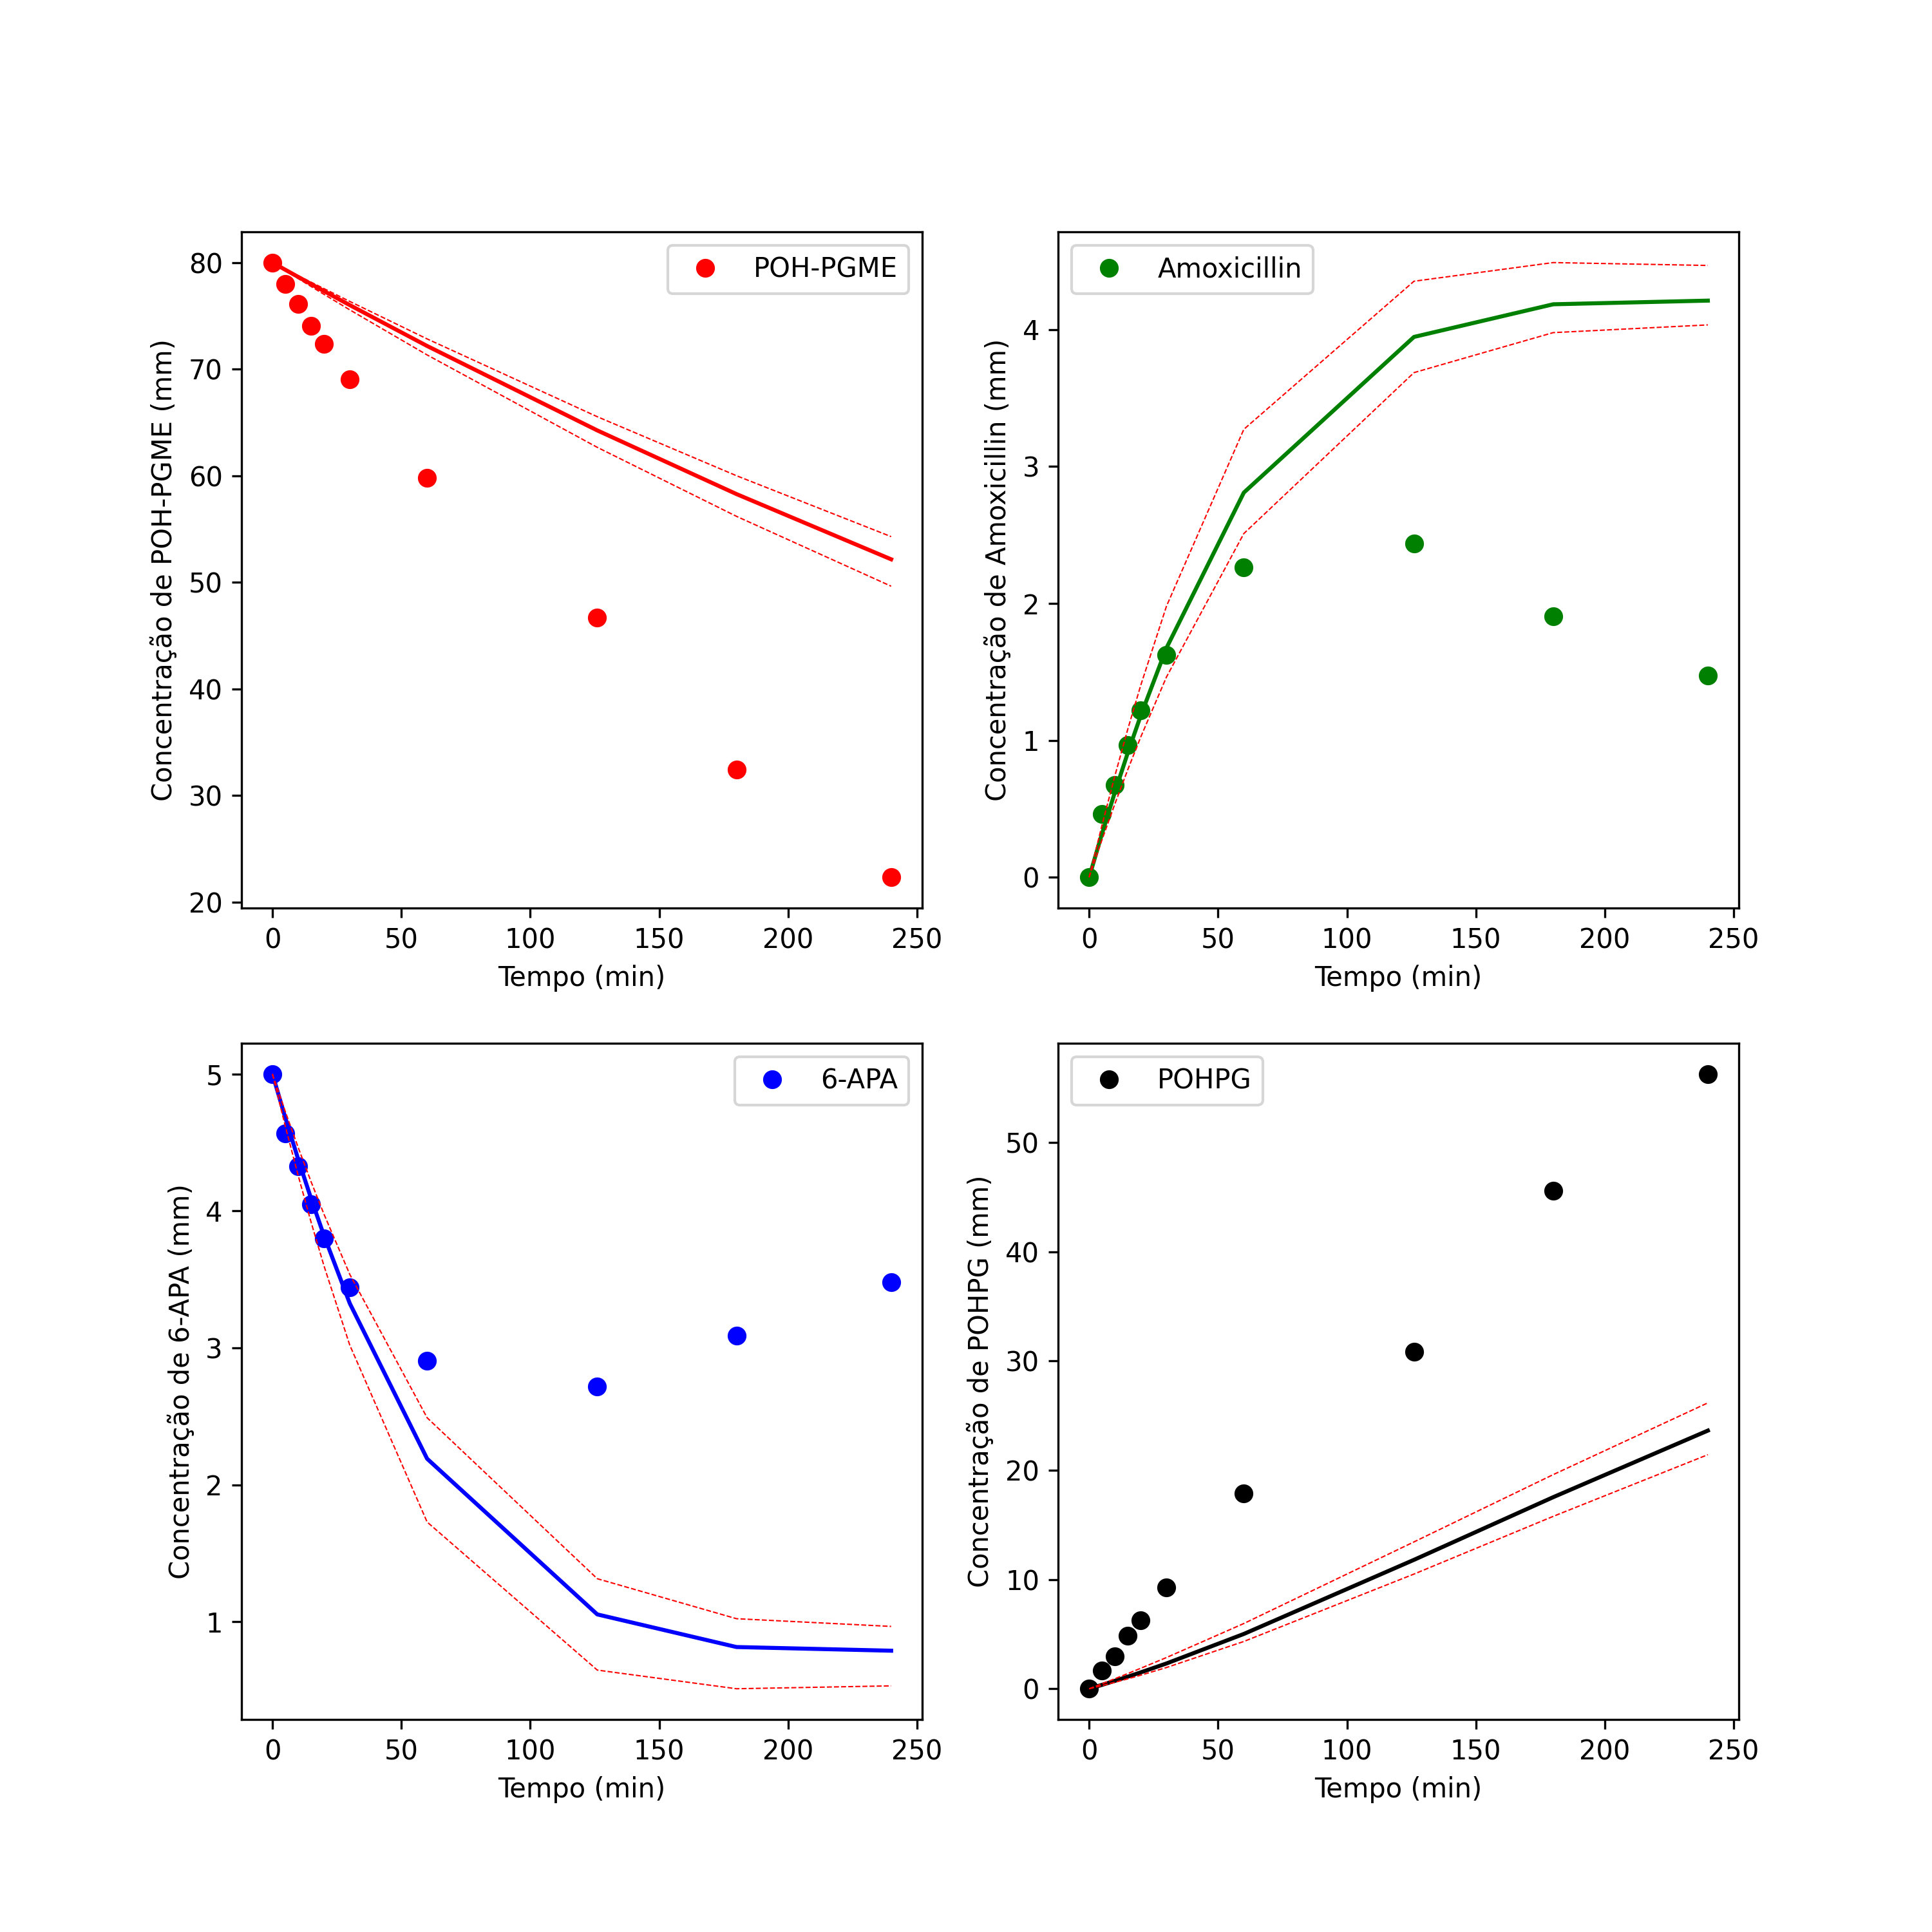 POH-PGME
80
70
60
50
40
30
20
Concentração de POH-PGME (mm)
0 50 100 150 200 250
Tempo (min)
Amoxicillin
4
3
2
1
0
Concentração de Amoxicillin (mm)
0 50 100 150 200 250
Tempo (min)
6-APA
5
4
3
2
1
Concentração de 6-APA (mm)
0 50 100 150 200 250
Tempo (min)
POHPG
50
40
30
20
10
0
Concentração de POHPG (mm)
0 50 100 150 200 250
Tempo (min)